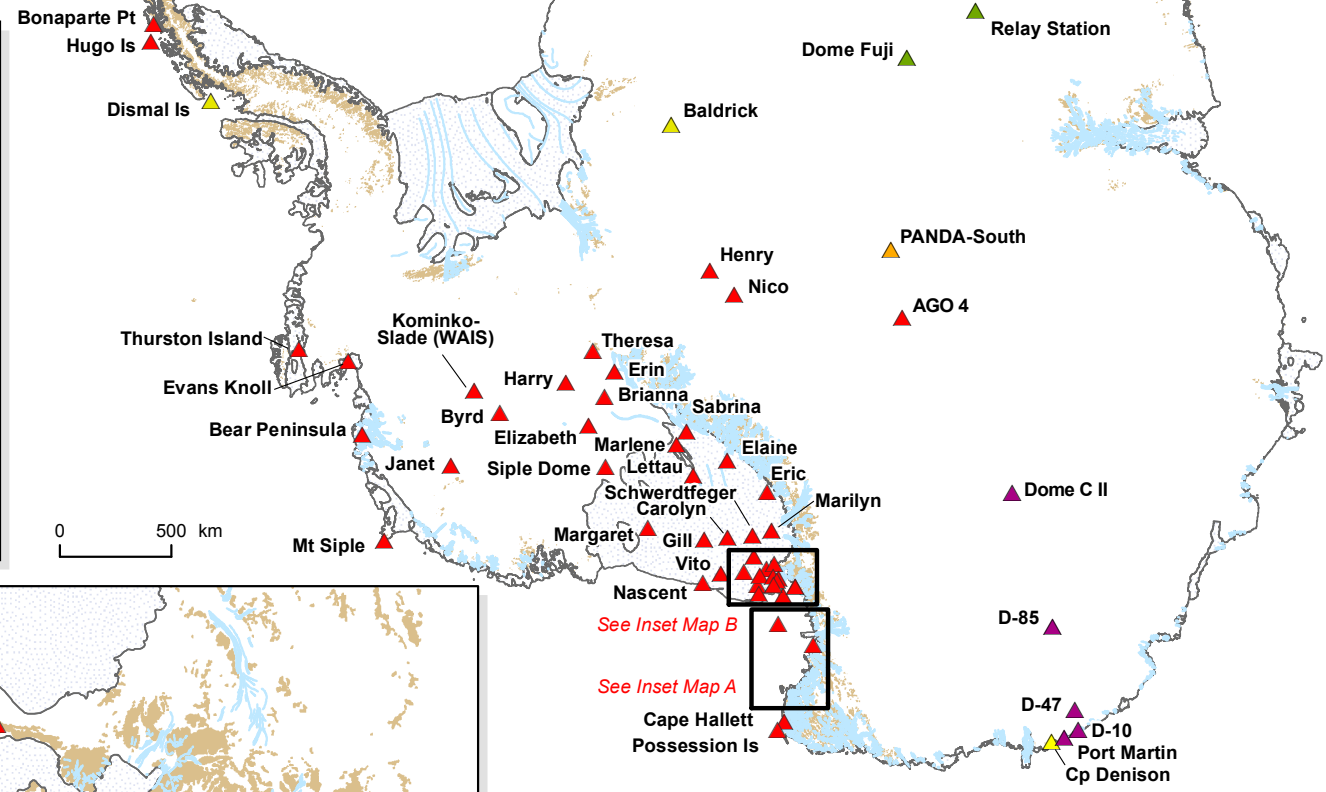 Bonaparte Pt
Hugo Is
Dismal Is
Relay Station
Dome Fuji
Baldrick
PANDA-South
Henry
Nico
AGO 4
Kominko-
Slade (WAIS)
Thurston Island
Evans Knoll
Theresa
Erin
Harry
Brianna
Byrd
Sabrina
Bear Peninsula
Elizabeth
Marlene
Elaine
Janet
Siple Dome
Lettau
Eric
Schwerdtfeger
Carolyn
Marilyn
Dome C II
0 500 km
Mt Siple
Margaret
Gill
Vito
Nascent
See Inset Map B
D-85
See Inset Map A
Cape Hallett
Possession Is
D-47
D-10
Port Martin
Cp Denison